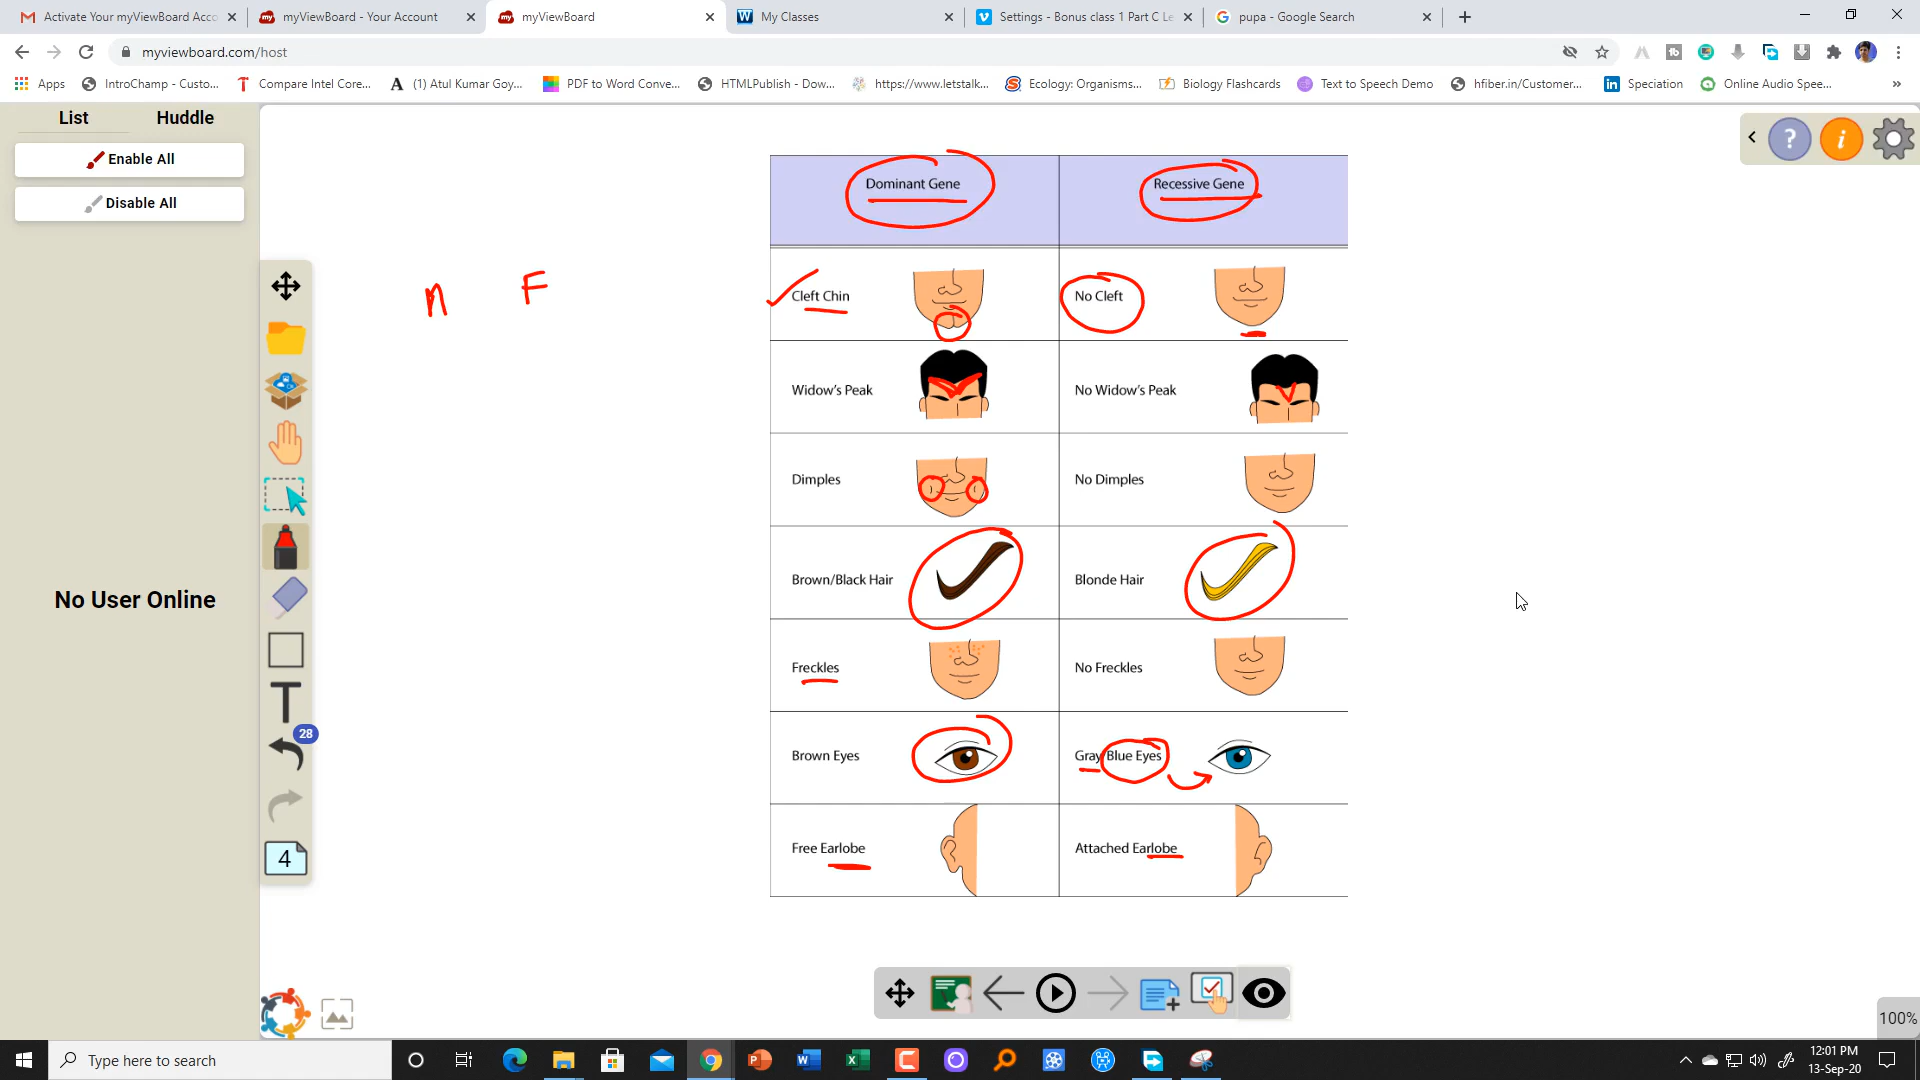 Activate Your myViewBoard Acco
myViewBoard - Your Account
myViewBoard
My Classes
Settings - Bonus class 1 Part C Le
pupa - Google Search
myviewboard.com/host
Apps
IntroChamp - Custo...
Compare Intel Core...
(1) Atul Kumar Goy...
PDF to Word Conve...
HTMLPublish - Dow...
https://www.letstalk...
Ecology: Organisms...
Biology Flashcards
Text to Speech Demo
hfiber.in/Customer...
Speciation
Online Audio Spee...
List
Huddle
Enable All
Disable All
No User Online
28
4
n F
Dominant Gene
Recessive Gene
Cleft Chin
No Cleft
Widow's Peak
No Widow's Peak
Dimples
No Dimples
Brown/Black Hair
Blonde Hair
Freckles
No Freckles
Brown Eyes
Gray/Blue Eyes
Free Earlobe
Attached Earlobe
100%
Type here to search
12:01 PM
13-Sep-20